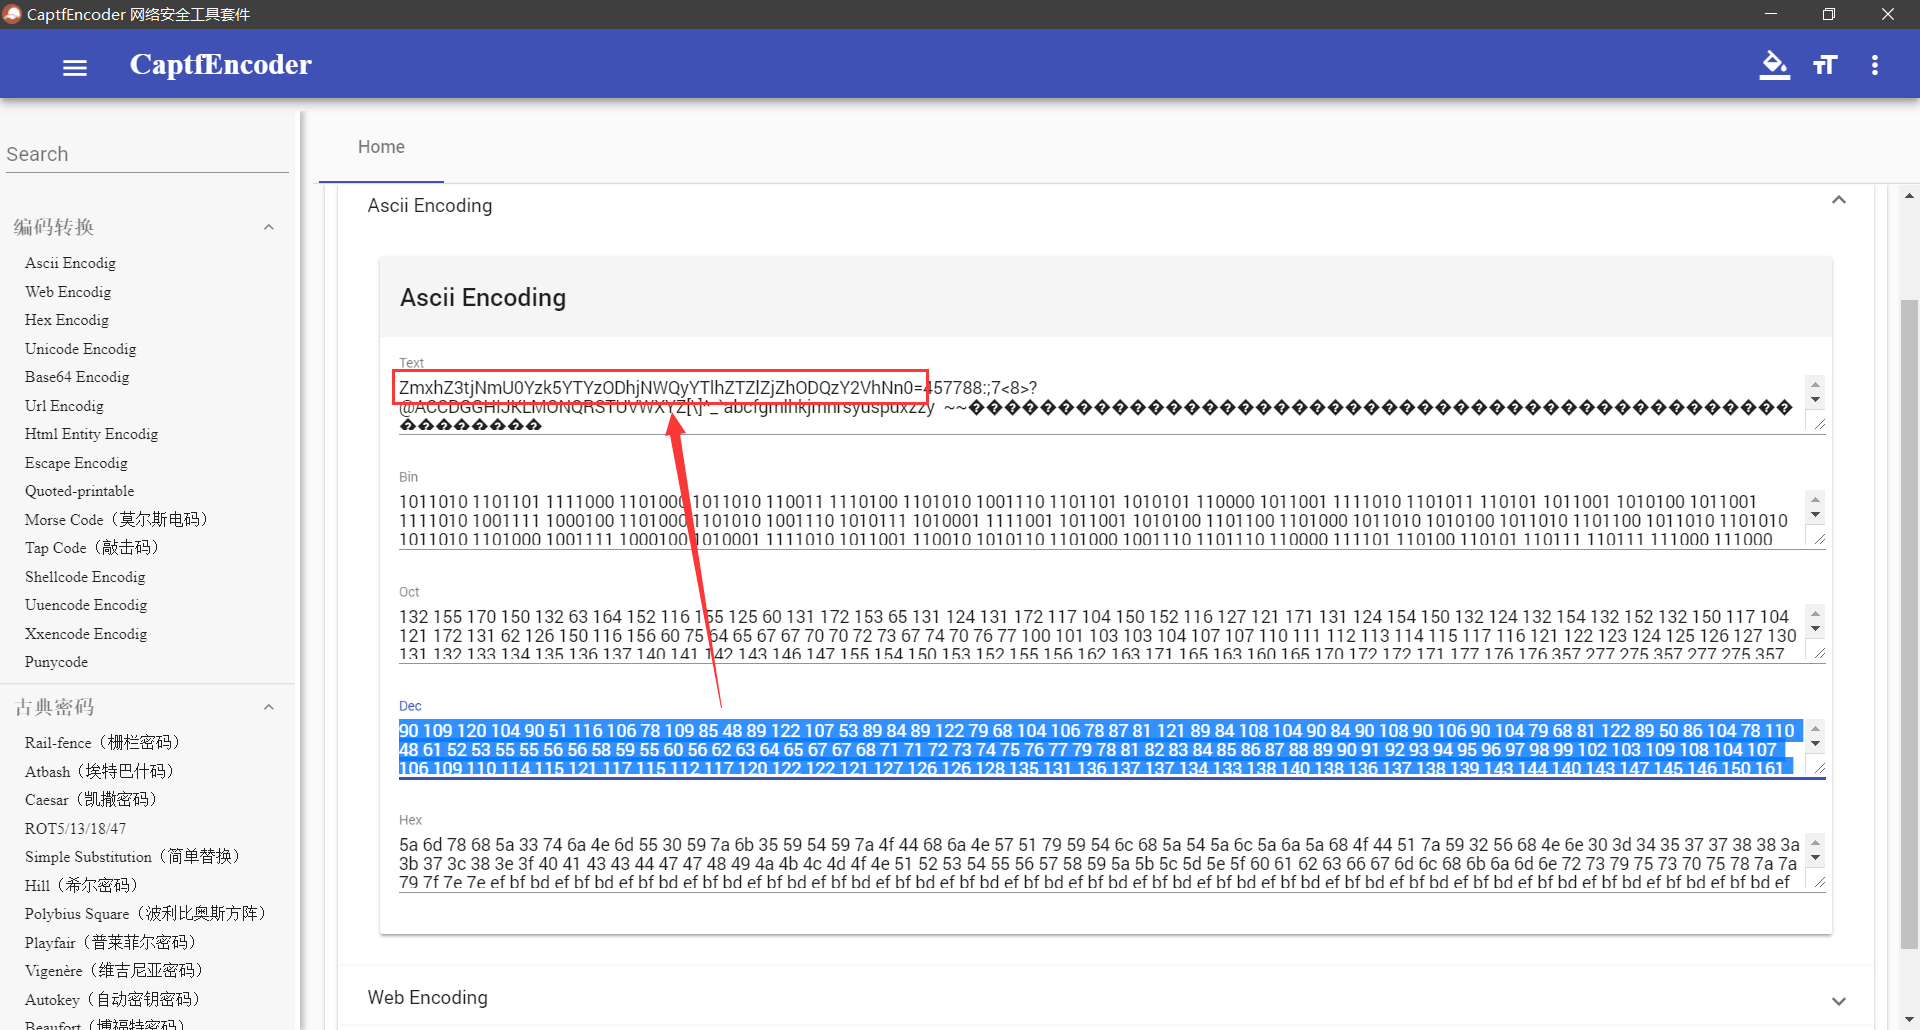 CaptfEncoder 网络安全工具套件
CaptfEncoder
Search
编码转换
Ascii Encodig
Web Encodig
Hex Encodig
Unicode Encodig
Base64 Encodig
Url Encodig
Html Entity Encodig
Escape Encodig
Quoted-printable
Morse Code（莫尔斯电码）
Tap Code（敲击码）
Shellcode Encodig
Uuencode Encodig
Xxencode Encodig
Punycode
古典密码
Rail-fence（栅栏密码）
Atbash（埃特巴什码）
Caesar（凯撒密码）
ROT5/13/18/47
Simple Substitution（简单替换）
Hill（希尔密码）
Polybius Square（波利比奥斯方阵）
Playfair（普莱菲尔密码）
Vigenère（维吉尼亚密码）
Autokey（自动密钥密码）
Beaufort（博福特密码）
Home
Ascii Encoding
Ascii Encoding
Text
ZmxhZ3tjNmU0Yzk5YTYzODhjNWQyYTlhZTZlZjZhODQzY2VhNn0=457788:;7<8>?
@ACCDGGHIJKLMONQRSTUVWXYZ[\]^_`abcfgmlhkjmnrsyuspuxzzy ~~
Bin
1011010 1101101 1111000 1101000 1011010 110011 1110100 1101010 1001110 1101101 1010101 110000 1011001 1111010 1101011 110101 1011001 1010100 1011001
1111010 1001111 1000100 1101000 1101010 1001110 1010111 1010001 1111001 1011001 1010100 1101100 1101000 1011010 1010100 1011010 1101100 1011010 1101010
1011010 1101000 1001111 1000100 1010001 1111010 1011001 110010 1010110 1101000 1001110 1101110 110000 111101 110100 110101 110111 110111 111000 111000
Oct
132 155 170 150 132 63 164 152 116 155 125 60 131 172 153 65 131 124 131 172 117 104 150 152 116 127 121 171 131 124 154 150 132 124 132 154 132 152 132 150 117 104
121 172 131 62 126 150 116 156 60 75 64 65 67 67 70 70 72 73 67 74 70 76 77 100 101 103 103 104 107 107 110 111 112 113 114 115 117 116 121 122 123 124 125 126 127 130
131 132 133 134 135 136 137 140 141 142 143 146 147 155 154 150 153 152 155 156 162 163 171 165 163 160 165 170 172 172 171 177 176 176 357 277 275 357 277 275 357
Dec
90 109 120 104 90 51 116 106 78 109 85 48 89 122 107 53 89 84 89 122 79 68 104 106 78 87 81 121 89 84 108 104 90 84 90 108 90 106 90 104 79 68 81 122 89 50 86 104 78 110
48 61 52 53 55 55 56 56 58 59 55 60 56 62 63 64 65 67 67 68 71 71 72 73 74 75 76 77 79 78 81 82 83 84 85 86 87 88 89 90 91 92 93 94 95 96 97 98 99 102 103 109 108 104 107
106 109 110 114 115 121 117 115 112 117 120 122 122 121 127 126 126 128 135 131 136 137 137 134 133 138 140 138 136 137 138 139 143 144 140 143 147 145 146 150 161
Hex
5a 6d 78 68 5a 33 74 6a 4e 6d 55 30 59 7a 6b 35 59 54 59 7a 4f 44 68 6a 4e 57 51 79 59 54 6c 68 5a 54 5a 6c 5a 6a 5a 68 4f 44 51 7a 59 32 56 68 4e 6e 30 3d 34 35 37 37 38 38 3a
3b 37 3c 38 3e 3f 40 41 43 43 44 47 47 48 49 4a 4b 4c 4d 4f 4e 51 52 53 54 55 56 57 58 59 5a 5b 5c 5d 5e 5f 60 61 62 63 66 67 6d 6c 68 6b 6a 6d 6e 72 73 79 75 73 70 75 78 7a 7a
79 7f 7e 7e ef bf bd ef bf bd ef bf bd ef bf bd ef bf bd ef bf bd ef bf bd ef bf bd ef bf bd ef bf bd ef bf bd ef bf bd ef bf bd ef bf bd ef bf bd ef bf bd ef bf bd ef
Web Encoding